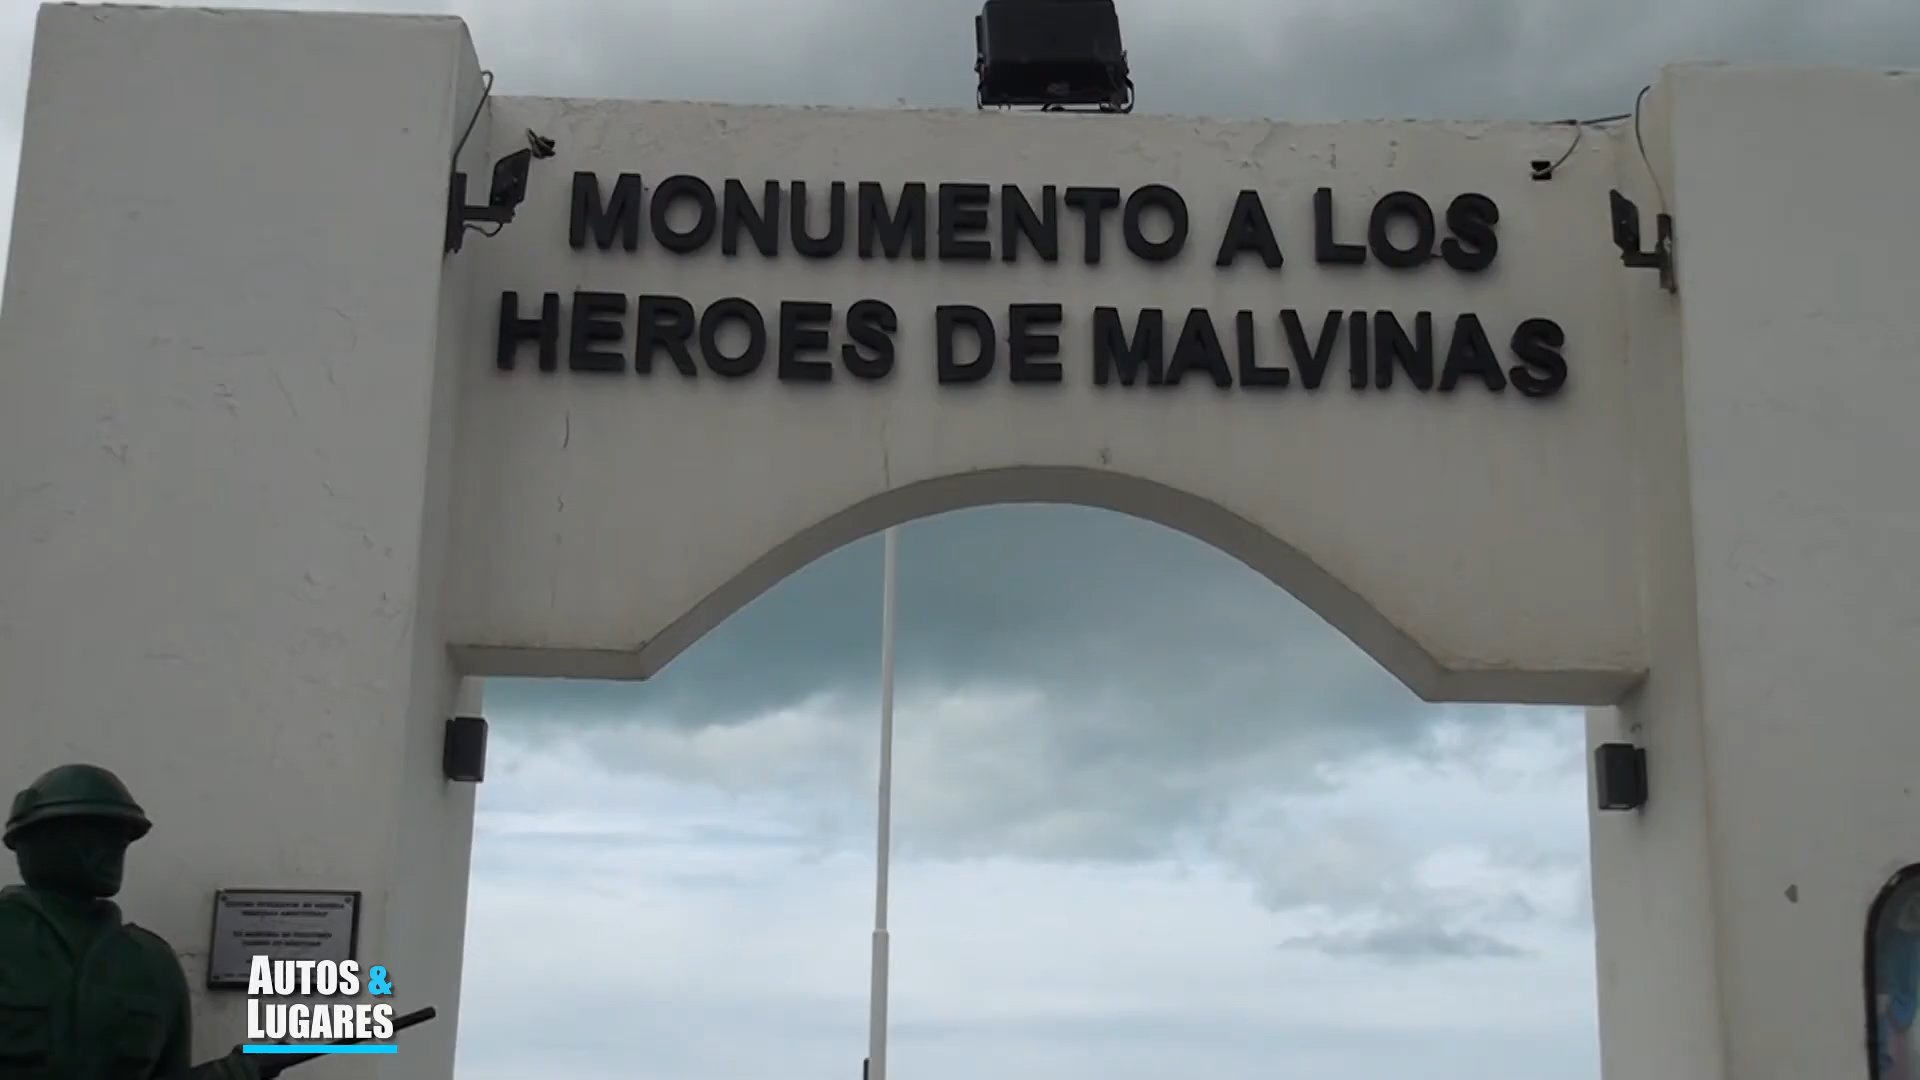 MONUMENTO A LOS
HEROES DE MALVINAS
AUTOS &
LUGARES